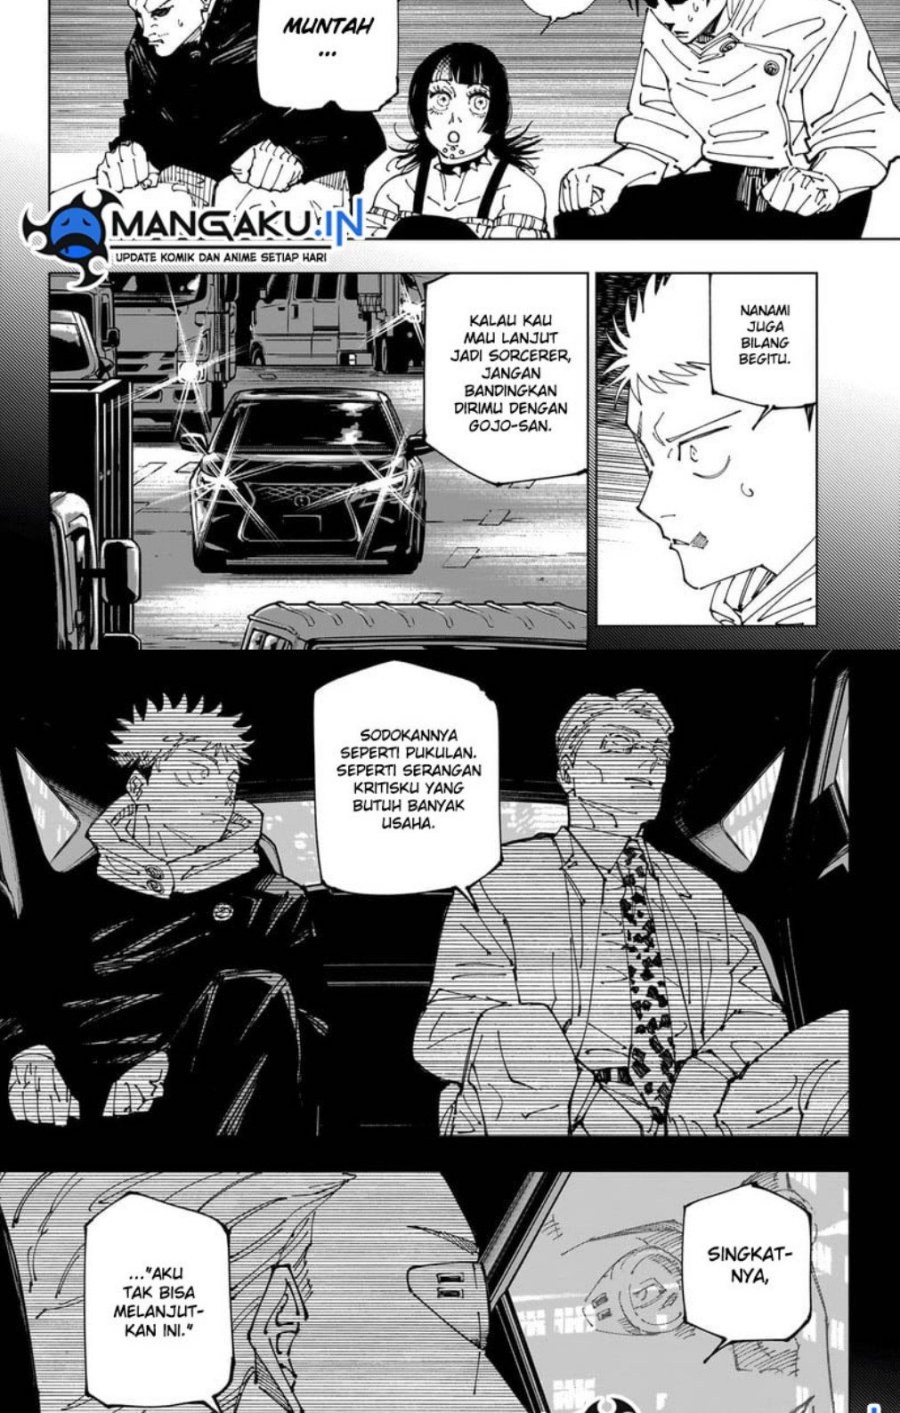 MUNTAH
...
MANGAKU.IN
UPDATE KOMIK DAN ANIME SETIAP HARI
NANAMI
JUGA
BILANG
BEGITU.
KALAU KAU
MAU LANJUT
JADI SORCERER,
JANGAN
BANDINGKAN
DIRIMU DENGAN
GOJO-SAN.
SODOKANNYA
SEPERTI PUKULAN.
SEPERTI SERANGAN
KRITISKU YANG
BUTUH BANYAK
USAHA.
SINGKAT-
NYA,
..."AKU
TAK BISA
MELANJUT-
KAN INI."